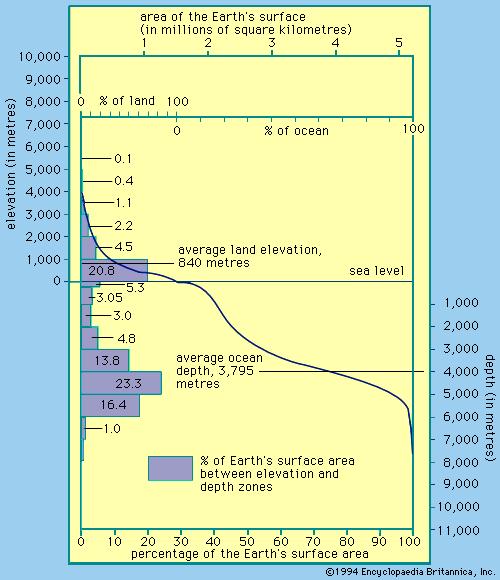 area of the Earth's surface
(in millions of square kilometres)
1 2 3 4 5
elevation (in metres)
10,000
9,000
8,000
7,000
6,000
5,000
4,000
3,000
2,000
1,000
0
0 % of land 100
0 % of ocean 100
0.1
0.4
1.1
2.2
4.5
20.8
average land elevation,
840 metres
sea level
5.3
3.05
3.0
4.8
13.8
23.3
16.4
1.0
average ocean
depth, 3,795
metres
depth (in metres)
1,000
2,000
3,000
4,000
5,000
6,000
7,000
8,000
9,000
10,000
11,000
% of Earth's surface area
between elevation and
depth zones
0 10 20 30 40 50 60 70 80 90 100
percentage of the Earth's surface area
©1994 Encyclopaedia Britannica, Inc.